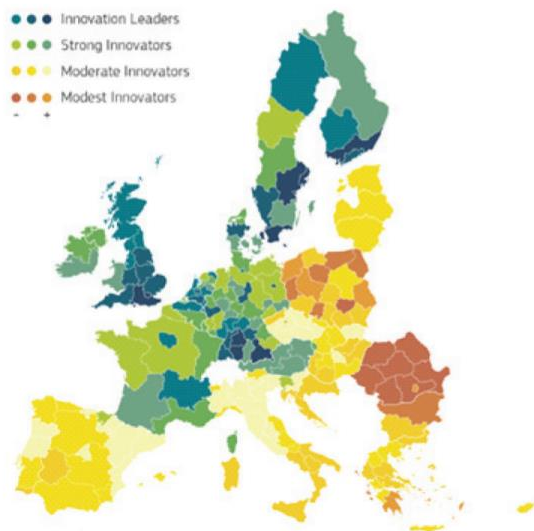 Innovation Leaders
Strong Innovators
Moderate Innovators
Modest Innovators
- +